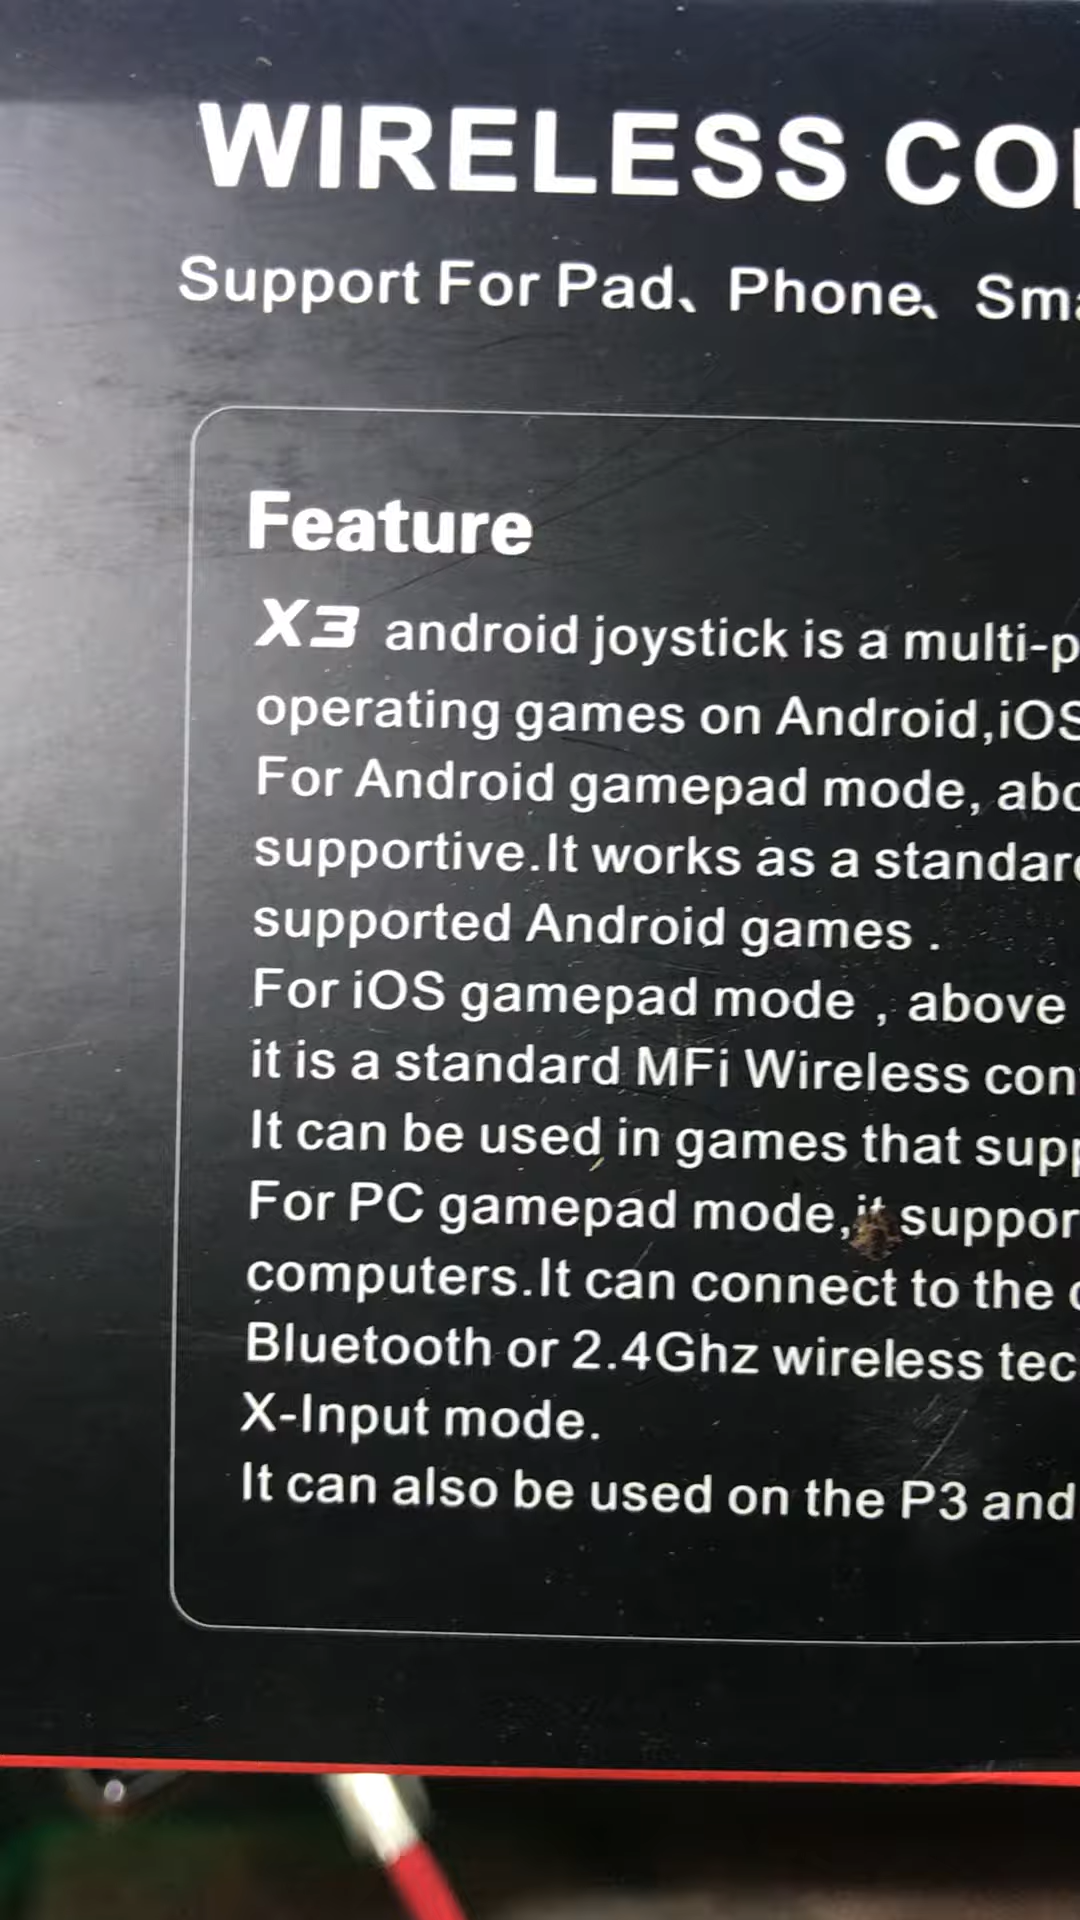 WIRELESS
Support For Pad、Phone、
Feature
X3 android joystick is a
operating games on Android,iOS
For Android gamepad mode,
supportive.It works as a
supported Android games .
For iOS gamepad mode , above
it is a standard MFi Wireless
It can be used in games that
For PC gamepad mode,it
computers.It can connect to the
Bluetooth or 2.4Ghz wireless
X-Input mode.
It can also be used on the P3 and